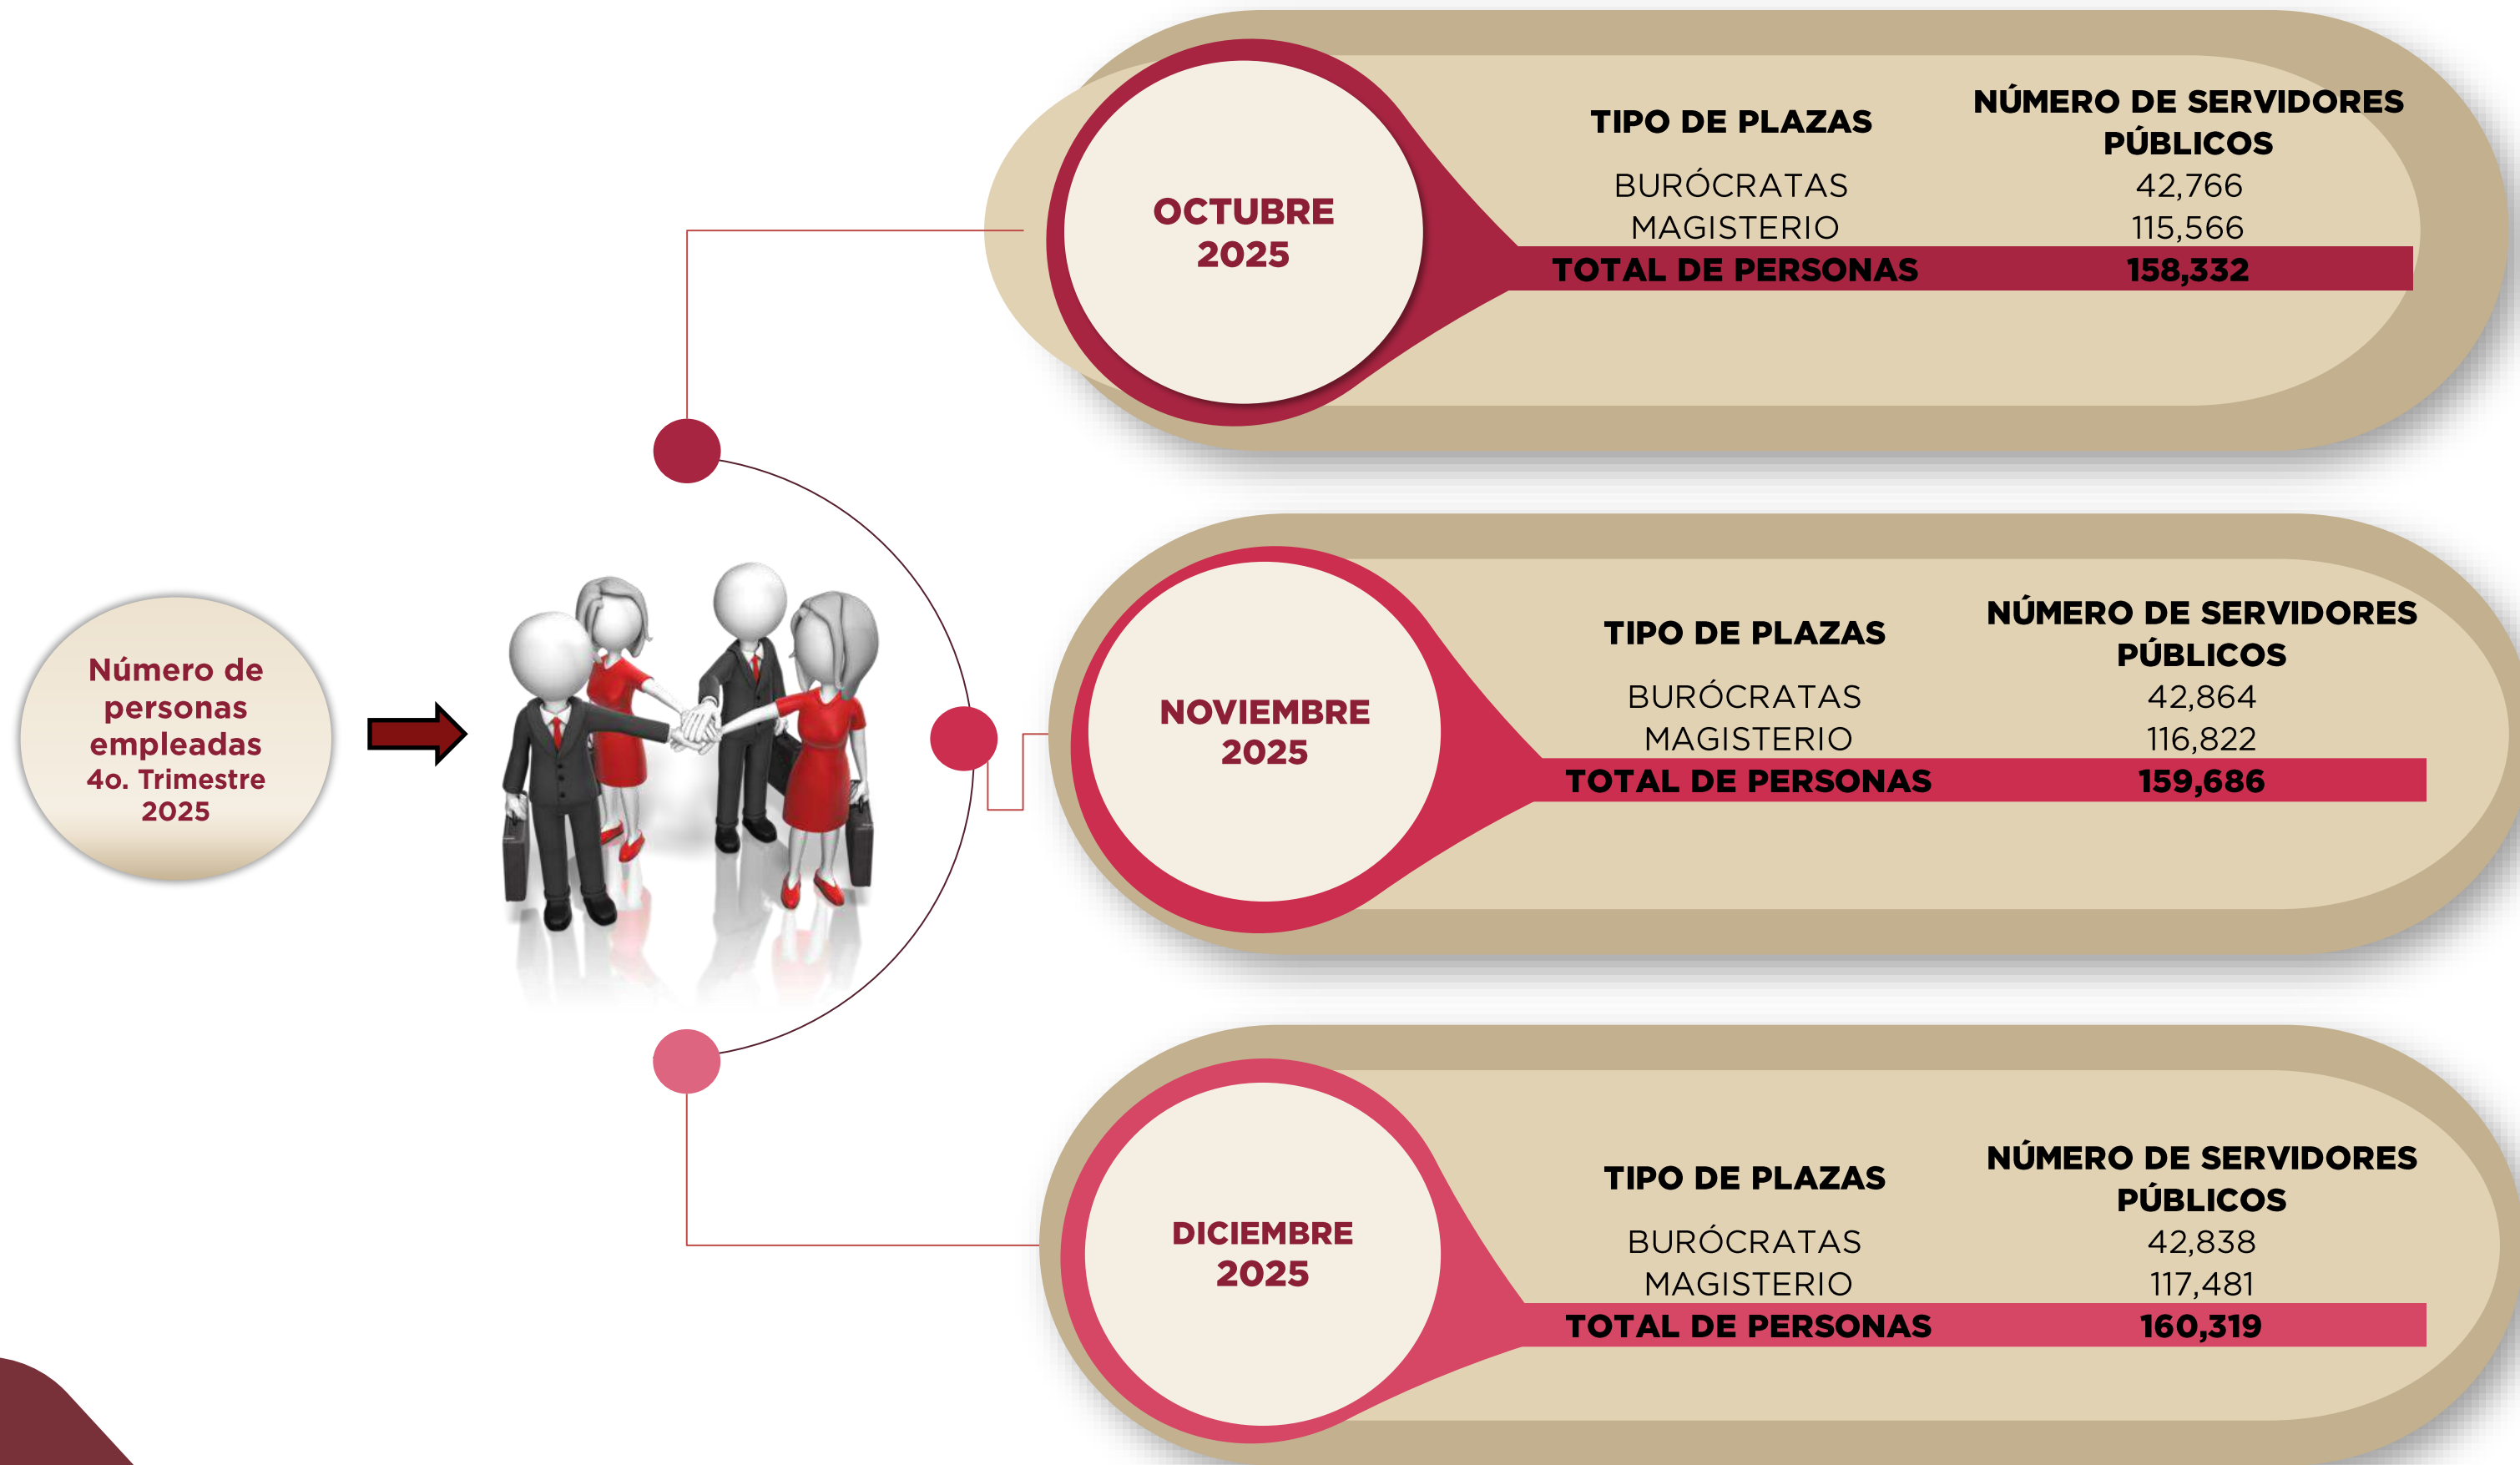 Número de
personas
empleadas
4o. Trimestre
2025
OCTUBRE
2025
TIPO DE PLAZAS
NÚMERO DE SERVIDORES
PÚBLICOS
BURÓCRATAS 42,766
MAGISTERIO 115,566
TOTAL DE PERSONAS 158,332
NOVIEMBRE
2025
TIPO DE PLAZAS
NÚMERO DE SERVIDORES
PÚBLICOS
BURÓCRATAS 42,864
MAGISTERIO 116,822
TOTAL DE PERSONAS 159,686
DICIEMBRE
2025
TIPO DE PLAZAS
NÚMERO DE SERVIDORES
PÚBLICOS
BURÓCRATAS 42,838
MAGISTERIO 117,481
TOTAL DE PERSONAS 160,319